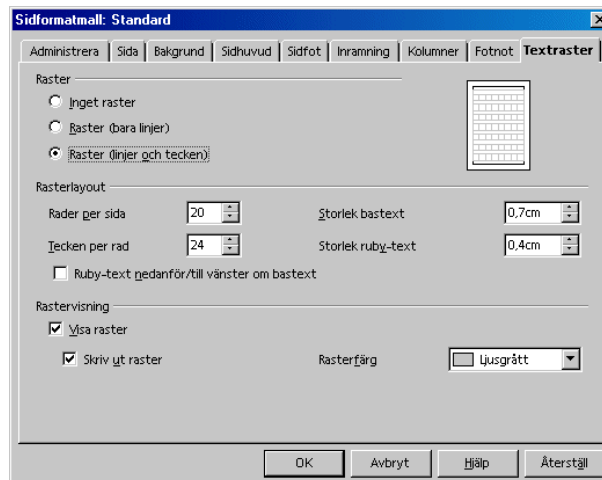 Sidformatmall: Standard
Administrera Sida Bakgrund Sidhuvud Sidfot Inramning Kolumner Fotnot Textraster
Raster
Inget raster
Raster (bara linjer)
Raster (linjer och tecken)
Rasterlayout
Rader per sida 20 Storlek bastext 0,7cm
Tecken per rad 24 Storlek ruby-text 0,4cm
Ruby-text nedanför/till vänster om bastext
Rastervisning
Visa raster
Skriv ut raster Rasterfärg Ljusgrått
OK Avbryt Hjälp Återställ